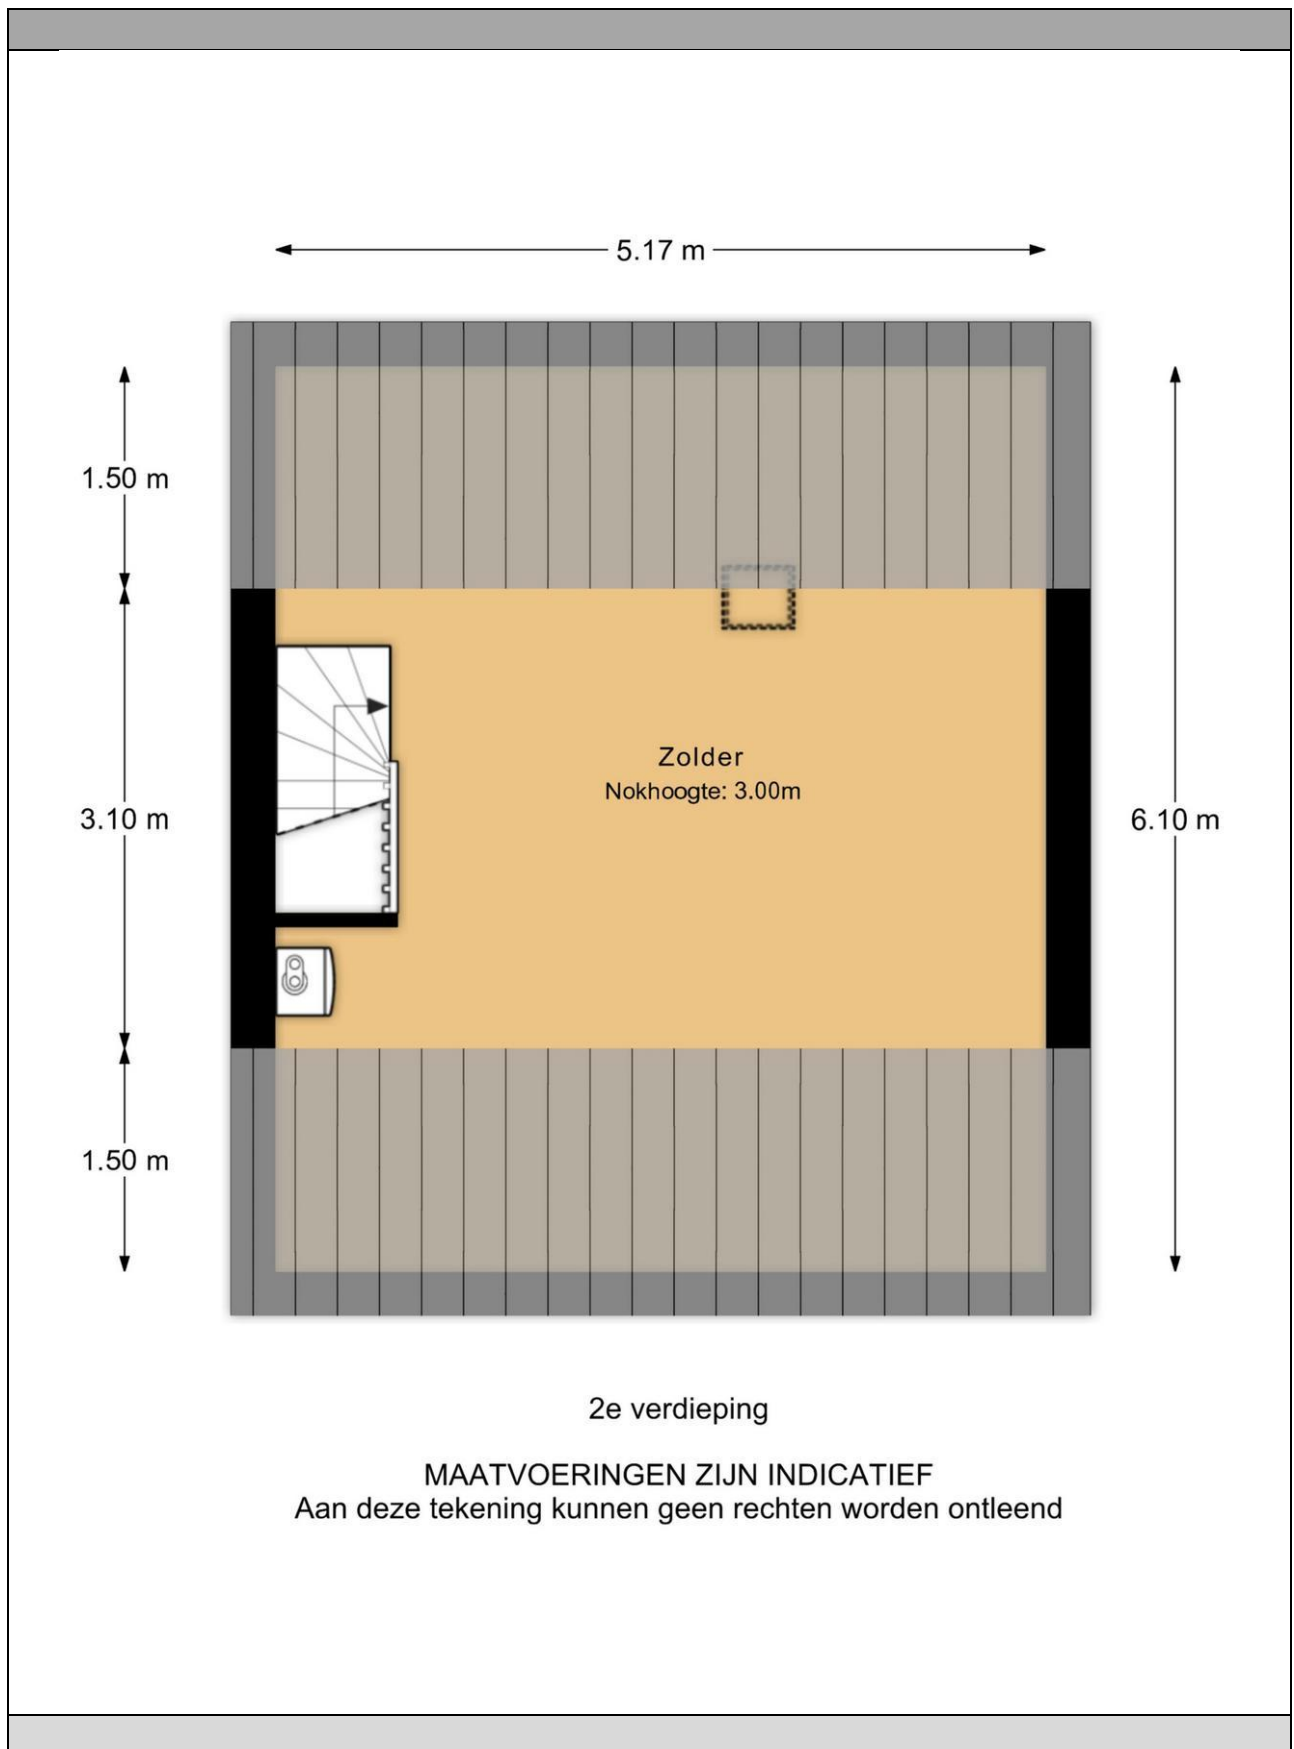 5.17 m
1.50 m
Zolder
Nokhoogte: 3.00m
3.10 m
6.10 m
1.50 m
2e verdieping
MAATVOERINGEN ZIJN INDICATIEF
Aan deze tekening kunnen geen rechten worden ontleend